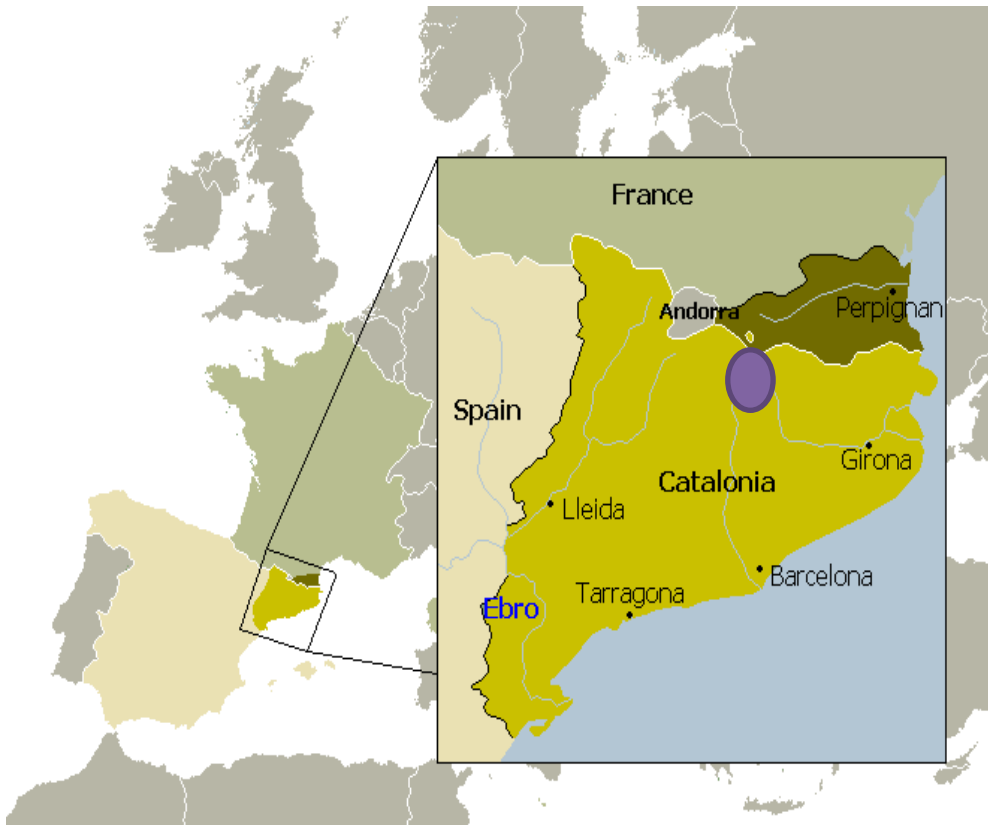 France
Andorra
Perpignan
Spain
Girona
Catalonia
Lleida
Barcelona
Tarragona
Ebro